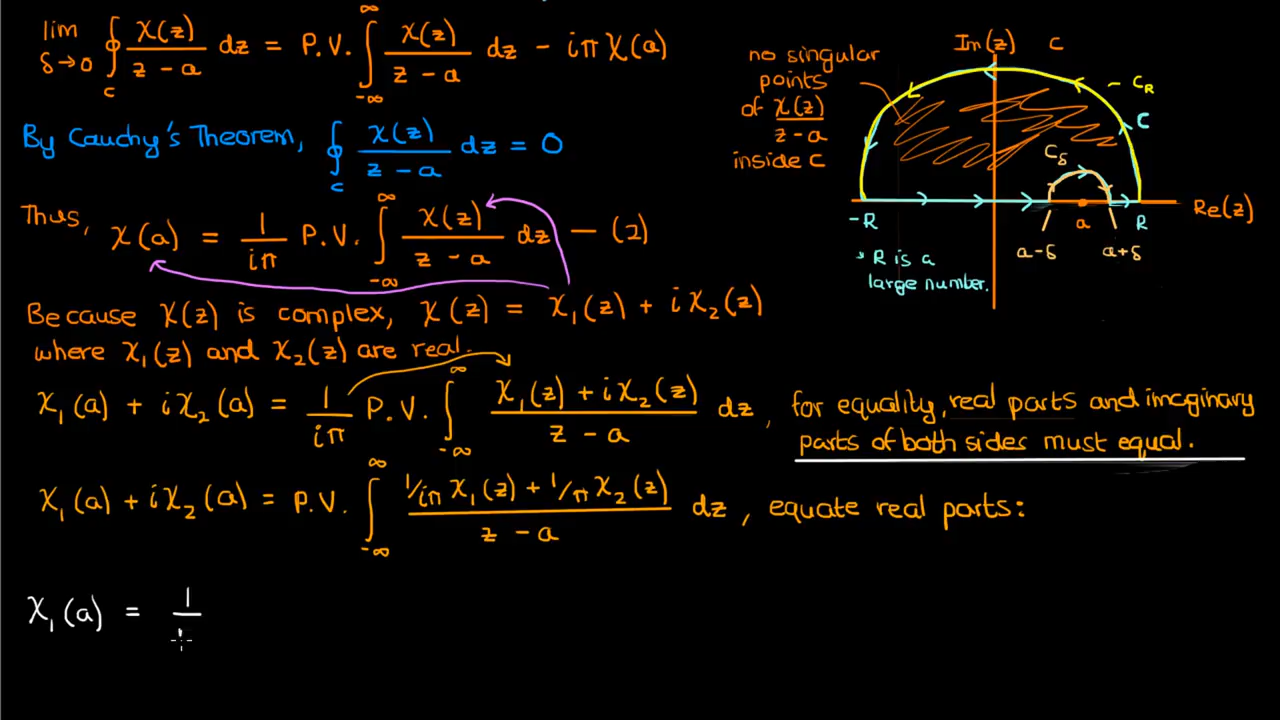 lim δ→0 ∮_C χ(z)/(z-a) dz = P.V. ∫_{-∞}^{∞} χ(z)/(z-a) dz - iπχ(a)
By Cauchy's Theorem, ∮_C χ(z)/(z-a) dz = 0
Thus, χ(a) = 1/(iπ) P.V. ∫_{-∞}^{∞} χ(z)/(z-a) dz - (2)
Because χ(z) is complex, χ(z) = χ₁(z) + iχ₂(z)
where χ₁(z) and χ₂(z) are real.
χ₁(a) + iχ₂(a) = 1/(iπ) P.V. ∫_{-∞}^{∞} (χ₁(z) + iχ₂(z))/(z-a) dz, for equality, real parts and imaginary
parts of both sides must equal.
χ₁(a) + iχ₂(a) = P.V. ∫_{-∞}^{∞} (1/iπ χ₁(z) + 1/π χ₂(z))/(z-a) dz, equate real parts:
χ₁(a) = 1
no singular
points
of χ(z)/(z-a)
inside C
Im(z) C
- C_R
C
C_δ
-R a R Re(z)
a-δ a+δ
* R is a
large number.